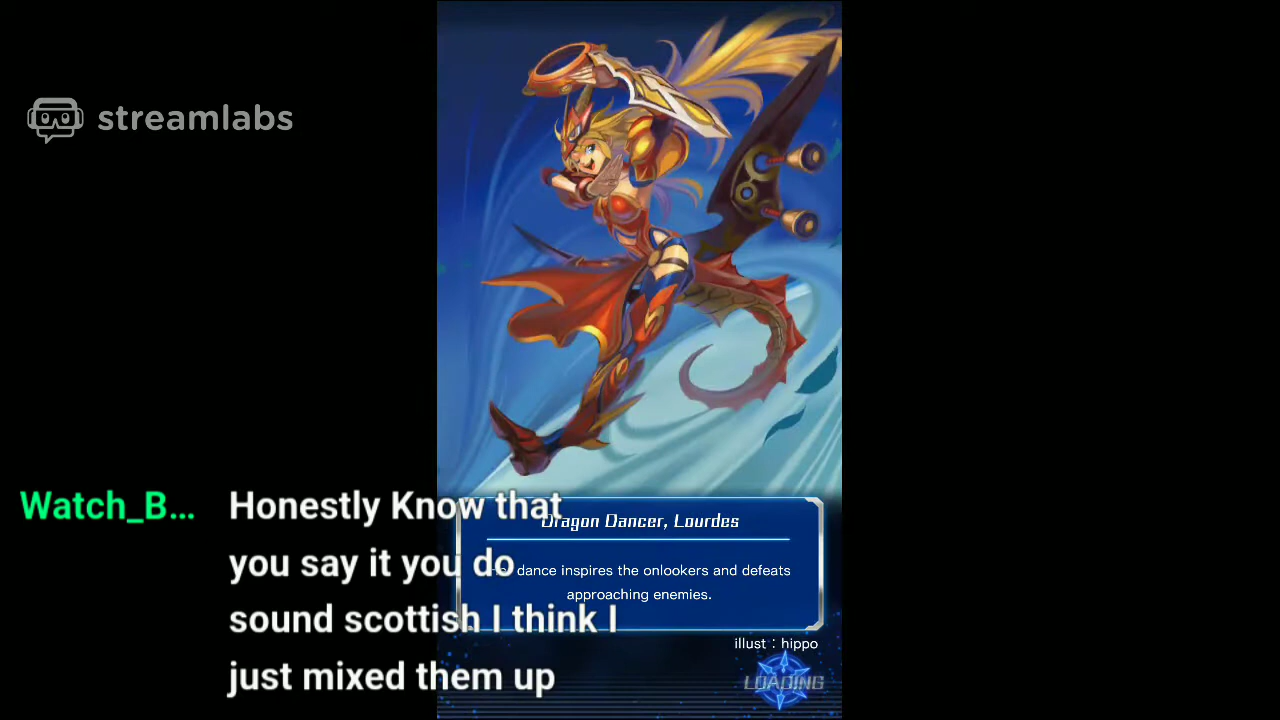 streamlabs
Dragon Dancer, Lourdes
dance inspires the onlookers and defeats
approaching enemies.
illust : hippo
LOADING
Watch_B... Honestly Know that
you say it you do
sound scottish I think I
just mixed them up